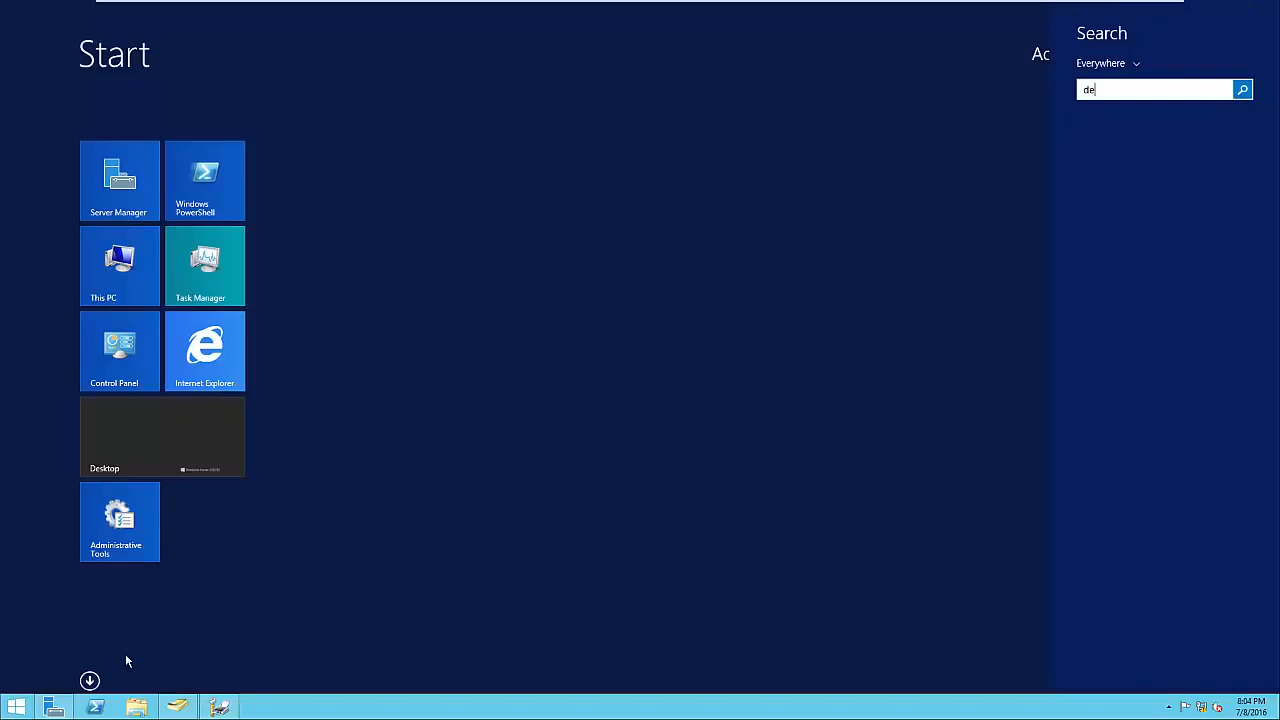 Start
Ac
Search
Everywhere
de
Server Manager
Windows
PowerShell
This PC
Task Manager
Control Panel
Internet Explorer
Desktop
Administrative
Tools
8:04 PM
7/8/2016